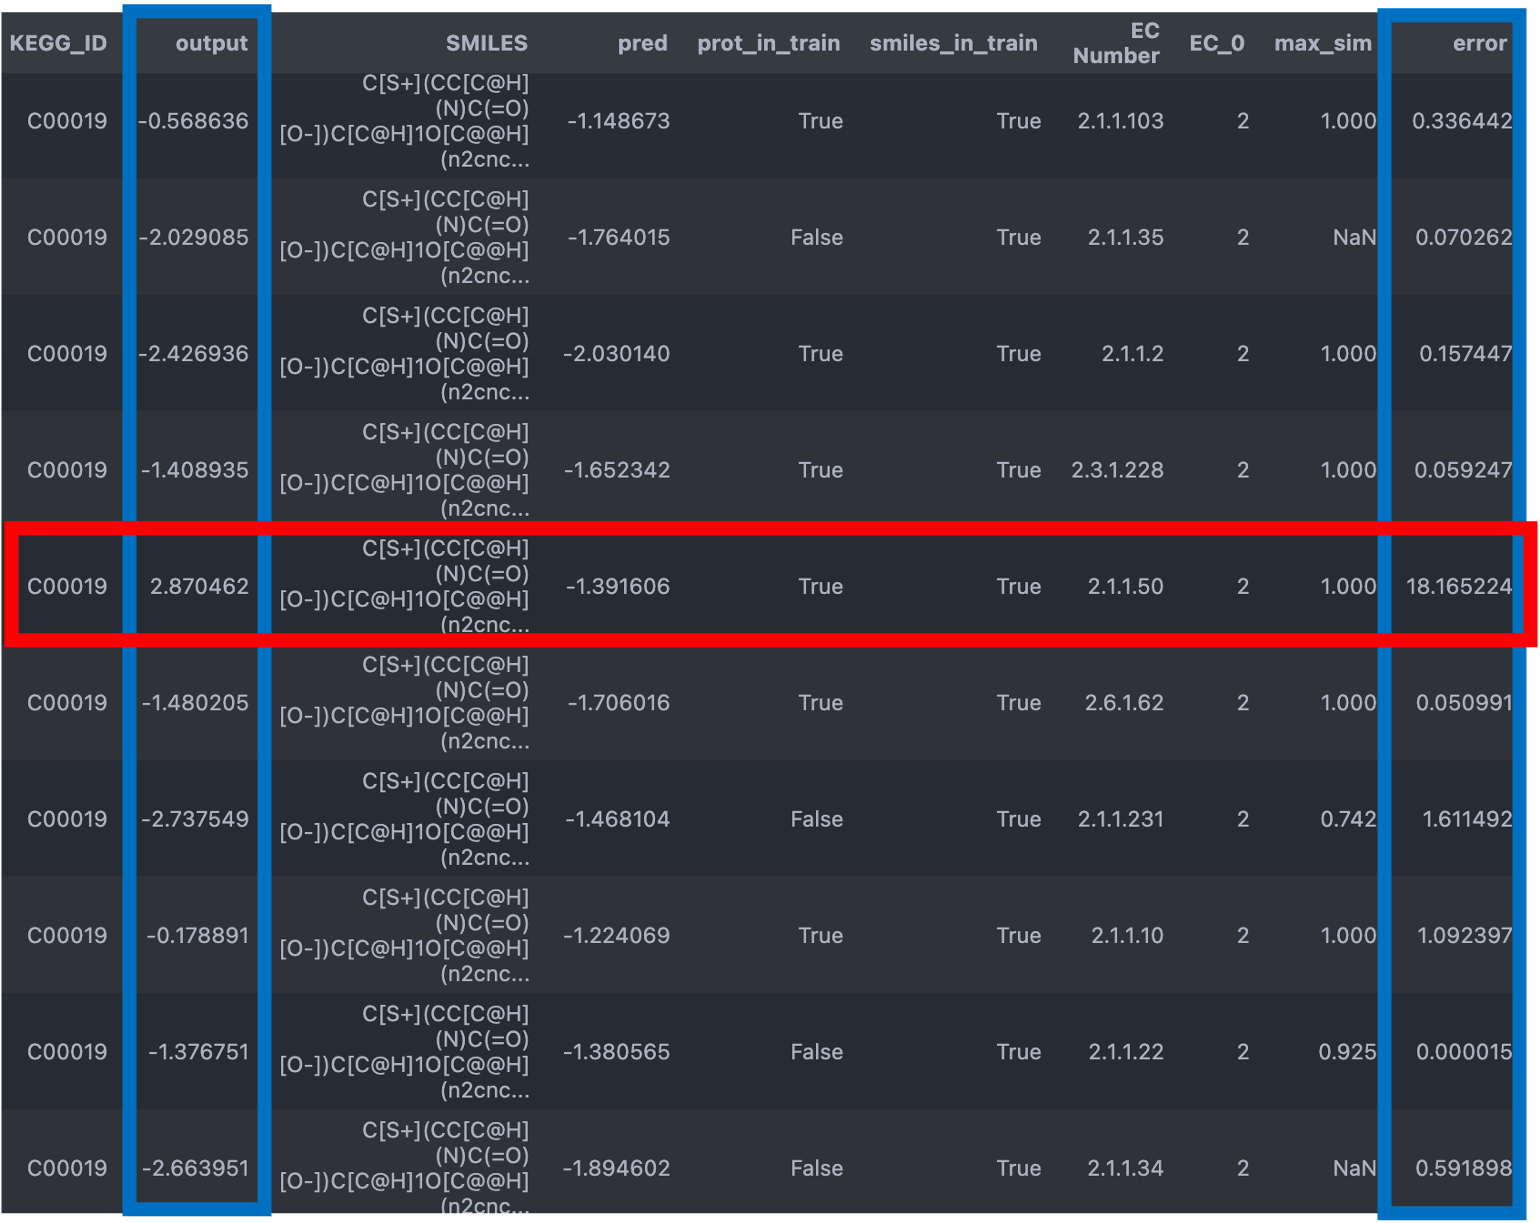 KEGG_ID output SMILES pred prot_in_train smiles_in_train EC Number EC_0 max_sim error
C[S+](CC[C@H]
(N)C(=O)
C00019 -0.568636 [O-])C[C@H]1O[C@@H] -1.148673 True True 2.1.1.103 2 1.000 0.336442
(n2cnc...
C[S+](CC[C@H]
(N)C(=O)
C00019 -2.029085 [O-])C[C@H]1O[C@@H] -1.764015 False True 2.1.1.35 2 NaN 0.070262
(n2cnc...
C[S+](CC[C@H]
(N)C(=O)
C00019 -2.426936 [O-])C[C@H]1O[C@@H] -2.030140 True True 2.1.1.2 2 1.000 0.157447
(n2cnc...
C[S+](CC[C@H]
(N)C(=O)
C00019 -1.408935 [O-])C[C@H]1O[C@@H] -1.652342 True True 2.3.1.228 2 1.000 0.059247
(n2cnc...
C[S+](CC[C@H]
(N)C(=O)
C00019 2.870462 [O-])C[C@H]1O[C@@H] -1.391606 True True 2.1.1.50 2 1.000 18.165224
(n2cnc...
C[S+](CC[C@H]
(N)C(=O)
C00019 -1.480205 [O-])C[C@H]1O[C@@H] -1.706016 True True 2.6.1.62 2 1.000 0.050991
(n2cnc...
C[S+](CC[C@H]
(N)C(=O)
C00019 -2.737549 [O-])C[C@H]1O[C@@H] -1.468104 False True 2.1.1.231 2 0.742 1.611492
(n2cnc...
C[S+](CC[C@H]
(N)C(=O)
C00019 -0.178891 [O-])C[C@H]1O[C@@H] -1.224069 True True 2.1.1.10 2 1.000 1.092397
(n2cnc...
C[S+](CC[C@H]
(N)C(=O)
C00019 -1.376751 [O-])C[C@H]1O[C@@H] -1.380565 False True 2.1.1.22 2 0.925 0.000015
(n2cnc...
C[S+](CC[C@H]
(N)C(=O)
C00019 -2.663951 [O-])C[C@H]1O[C@@H] -1.894602 False True 2.1.1.34 2 NaN 0.591898
(n2cnc...